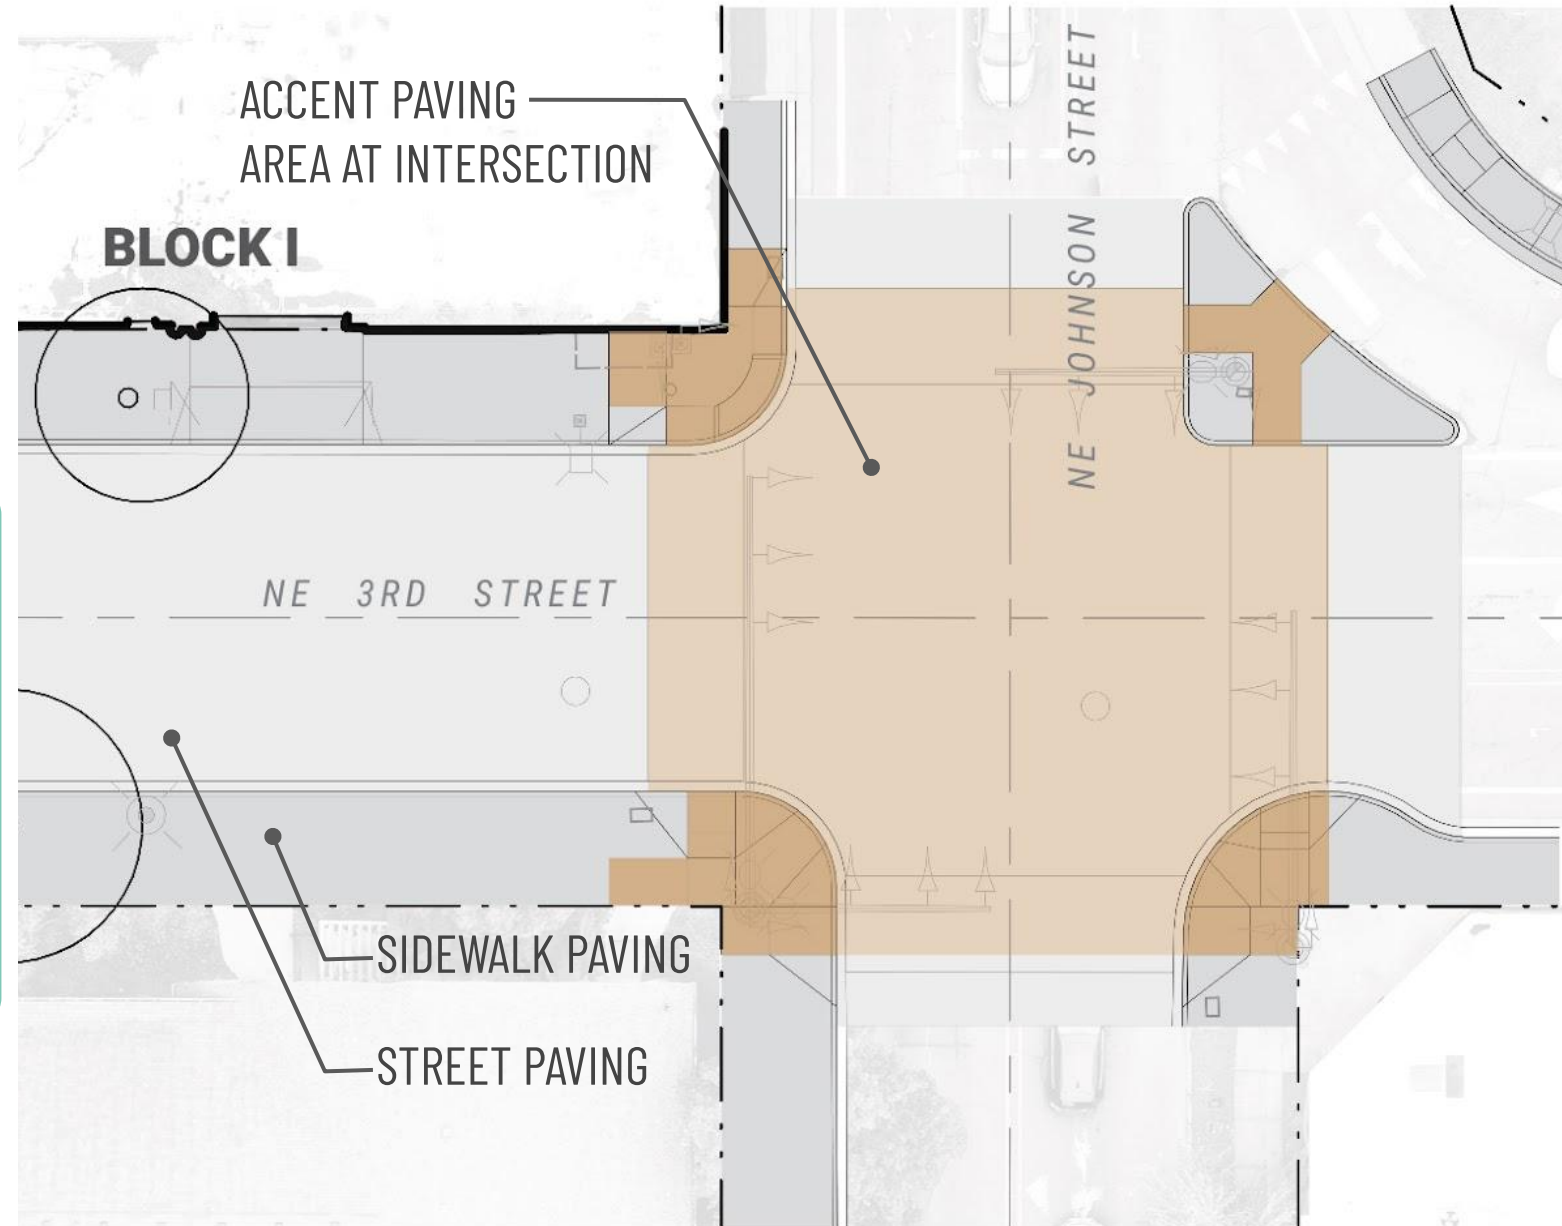 ACCENT PAVING
AREA AT INTERSECTION
BLOCK I
NE JOHNSON STREET
NE 3RD STREET
SIDEWALK PAVING
STREET PAVING